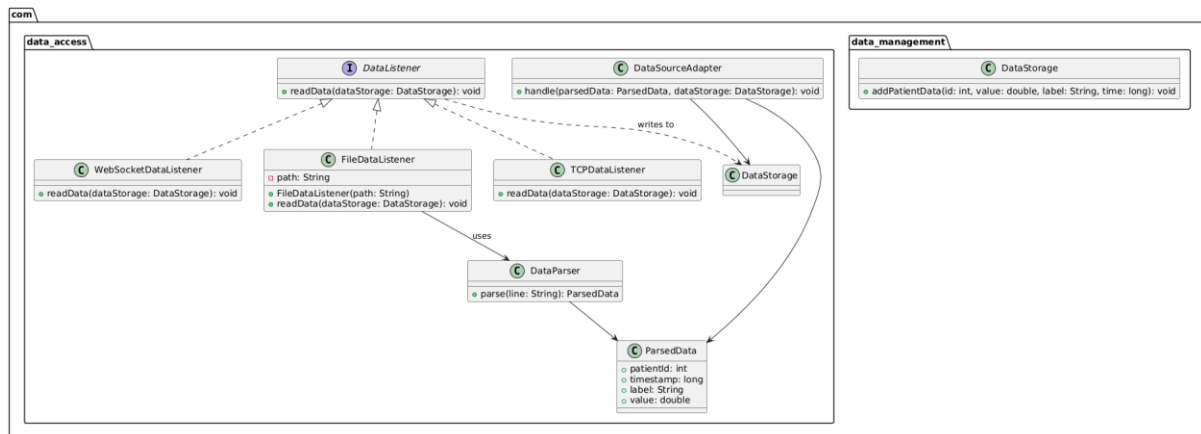 com
data_access
data_management
I DataListener
readData(dataStorage: DataStorage): void
C DataSourceAdapter
handle(parsedData: ParsedData, dataStorage: DataStorage): void
C DataStorage
addPatientData(id: int, value: double, label: String, time: long): void
writes to
C WebSocketDataListener
readData(dataStorage: DataStorage): void
C FileDataListener
path: String
FileDataListener(path: String)
readData(dataStorage: DataStorage): void
C TCPDataListener
readData(dataStorage: DataStorage): void
C DataStorage
uses
C DataParser
parse(line: String): ParsedData
C ParsedData
patientId: int
timestamp: long
label: String
value: double